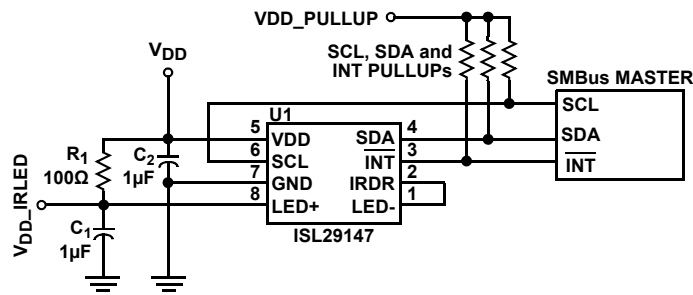 VDD_PULLUP
SCL, SDA and
INT PULLUPs
VDD
SMBus MASTER
SCL
SDA
INT
U1
R1
100Ω
C2
1µF
5 VDD SDA 4
6 SCL INT 3
7 GND IRDR 2
8 LED+ LED- 1
VDD_IRLED
C1
1µF
ISL29147